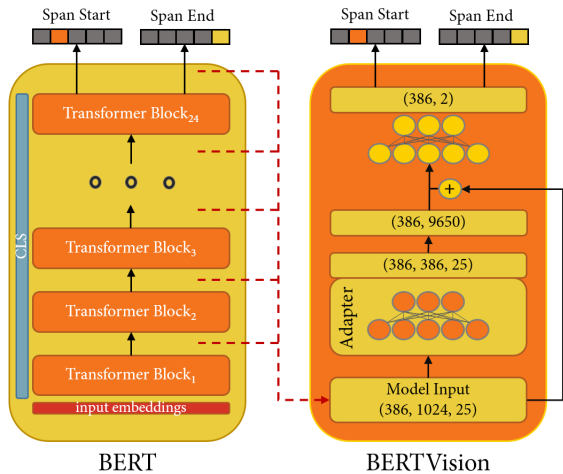 Span Start
Span End
Transformer Block24
CLS
Transformer Block3
Transformer Block2
Transformer Block1
input embeddings
BERT
Span Start
Span End
(386, 2)
+
(386, 9650)
(386, 386, 25)
Adapter
Model Input
(386, 1024, 25)
BERTVision